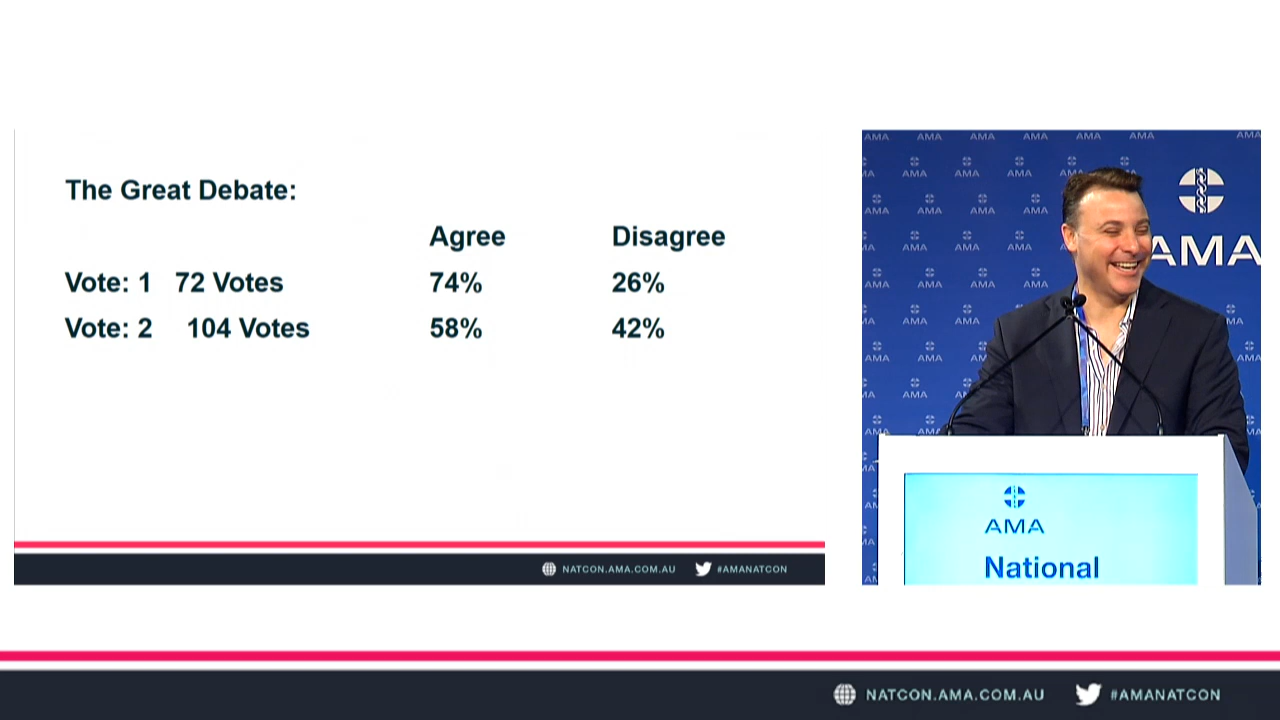 The Great Debate:
Agree Disagree
Vote: 1 72 Votes 74% 26%
Vote: 2 104 Votes 58% 42%
NATCON.AMA.COM.AU #AMANATCON
AMA
AMA
National
NATCON.AMA.COM.AU #AMANATCON